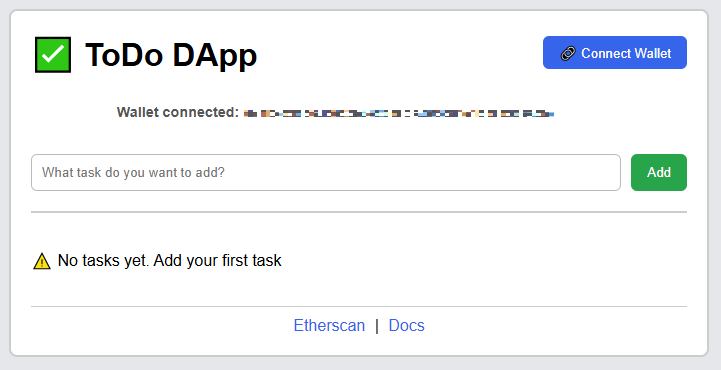 ToDo DApp
Connect Wallet
Wallet connected:
What task do you want to add?
Add
No tasks yet. Add your first task
Etherscan | Docs